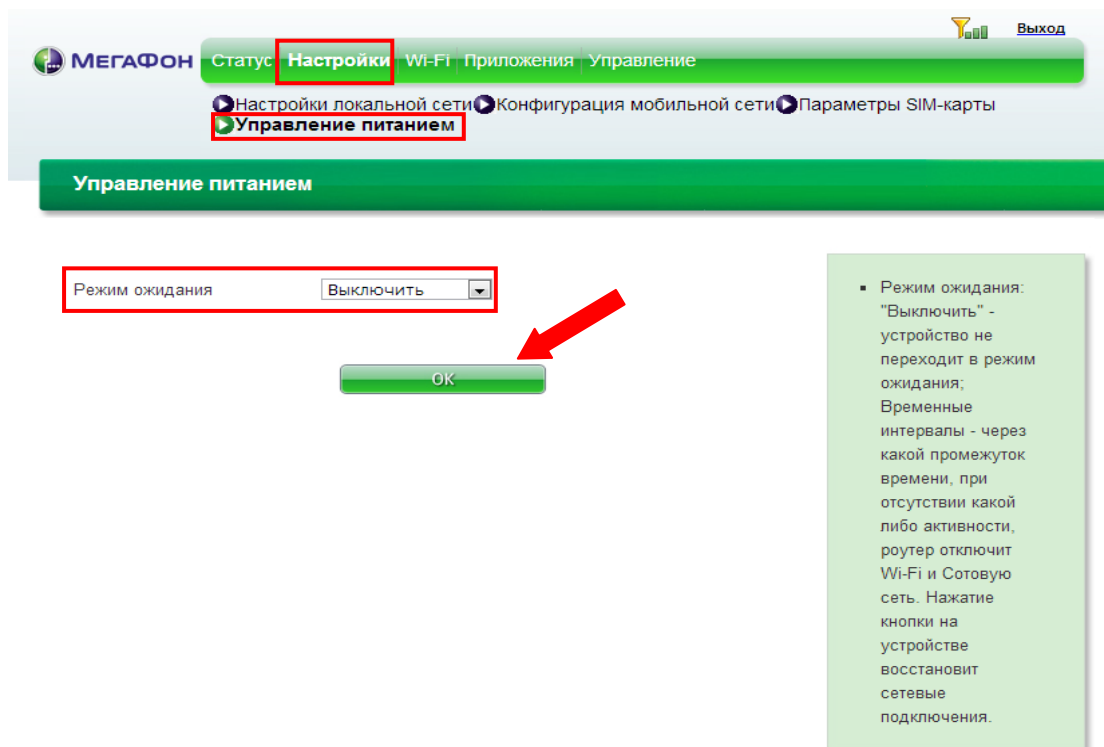 Выход
МЕГАФОН Статус Настройки Wi-Fi Приложения Управление
Настройки локальной сети Конфигурация мобильной сети Параметры SIM-карты
Управление питанием
Управление питанием
Режим ожидания Выключить
OK
Режим ожидания:
"Выключить" -
устройство не
переходит в режим
ожидания;
Временные
интервалы - через
какой промежуток
времени, при
отсутствии какой
либо активности,
роутер отключит
Wi-Fi и Сотовую
сеть. Нажатие
кнопки на
устройстве
восстановит
сетевые
подключения.